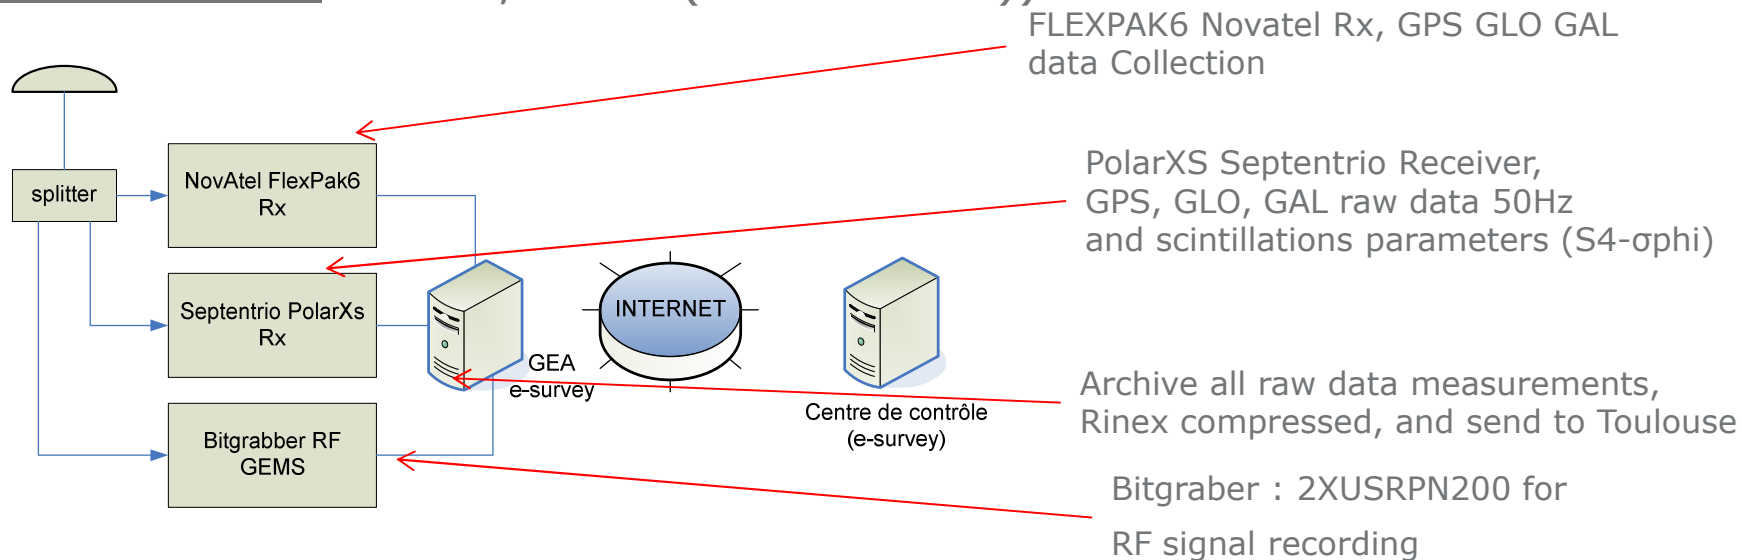 FLEXPAK6 Novatel Rx, GPS GLO GAL
data Collection
splitter
NovAtel FlexPak6
Rx
PolarXS Septentrio Receiver,
GPS, GLO, GAL raw data 50Hz
and scintillations parameters (S4-σphi)
Septentrio PolarXs
Rx
INTERNET
GEA
e-survey
Centre de contrôle
(e-survey)
Archive all raw data measurements,
Rinex compressed, and send to Toulouse
Bitgrabber RF
GEMS
Bitgraber : 2XUSRPN200 for
RF signal recording